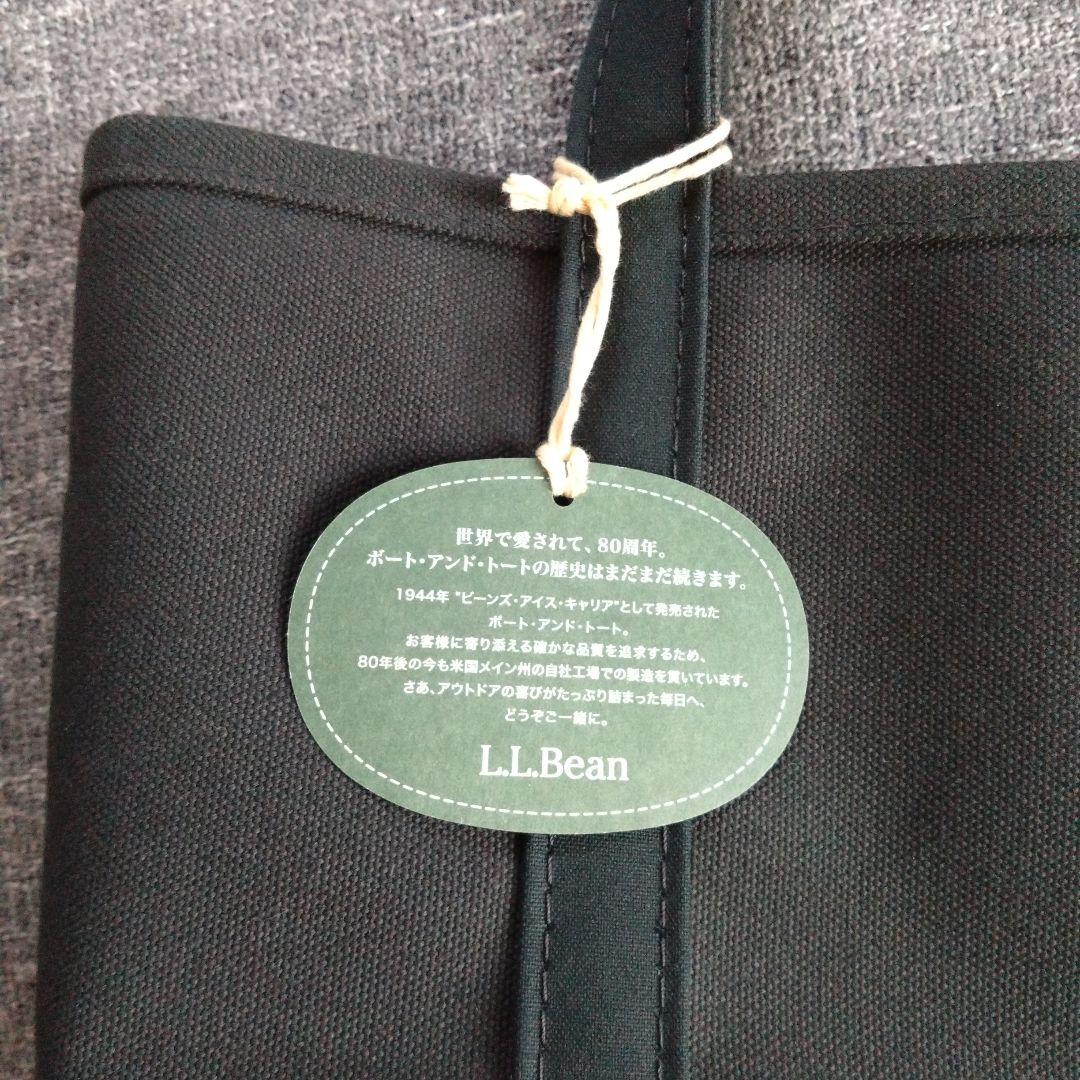 世界で愛されて、80周年。
ボート・アンド・トートの歴史はまだまだ続きます。
1944年 "ビーンズ・アイス・キャリア"として発売された
ボート・アンド・トート。
お客様に寄り添える確かな品質を追求するため、
80年後の今も米国メイン州の自社工場での製造を貫いています。
さあ、アウトドアの喜びがたっぷり詰まった毎日へ、
どうぞご一緒に。
L.L.Bean